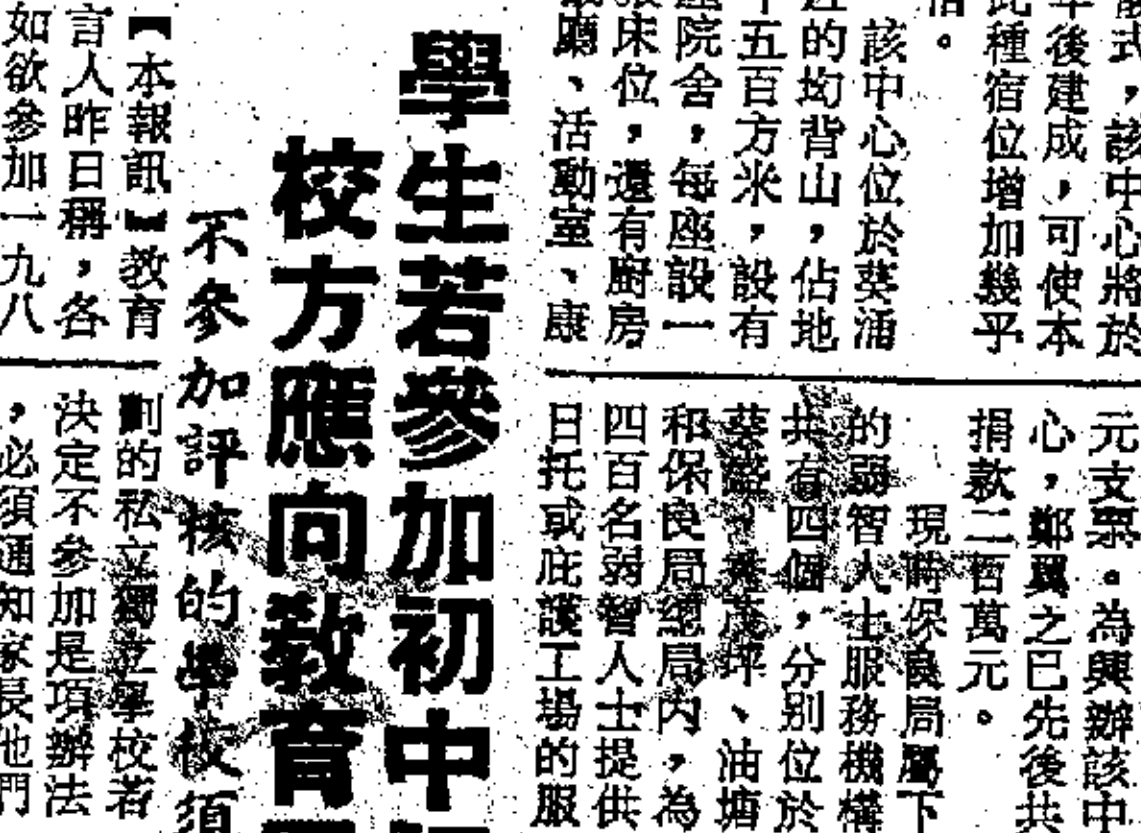 式，該中心將於
年後建成，可使本
此種宿位增加幾乎
。
該中心位於葵涌
的均背山，佔地
五百方米，設有
院舍，每座設一
床位，還有廚房
廳、活動室、康
元支票。為興辦該中
心，鄭翼之已先後共
捐款二百萬元。
現時保良局屬下
的弱智人士服務機構
共有四個，分別位於
葵盛、秀茂坪、油塘
和保良局總局內，為
四百名弱智人士提供
日托或庇護工場的服
學生若參加初中
校方應向教育
不參加評核的學校須
【本報訊】教育
言人昨日稱，各
如欲參加一九八
劃的私立獨立學校若
決定不參加是項辦法
，必須通知家長他們